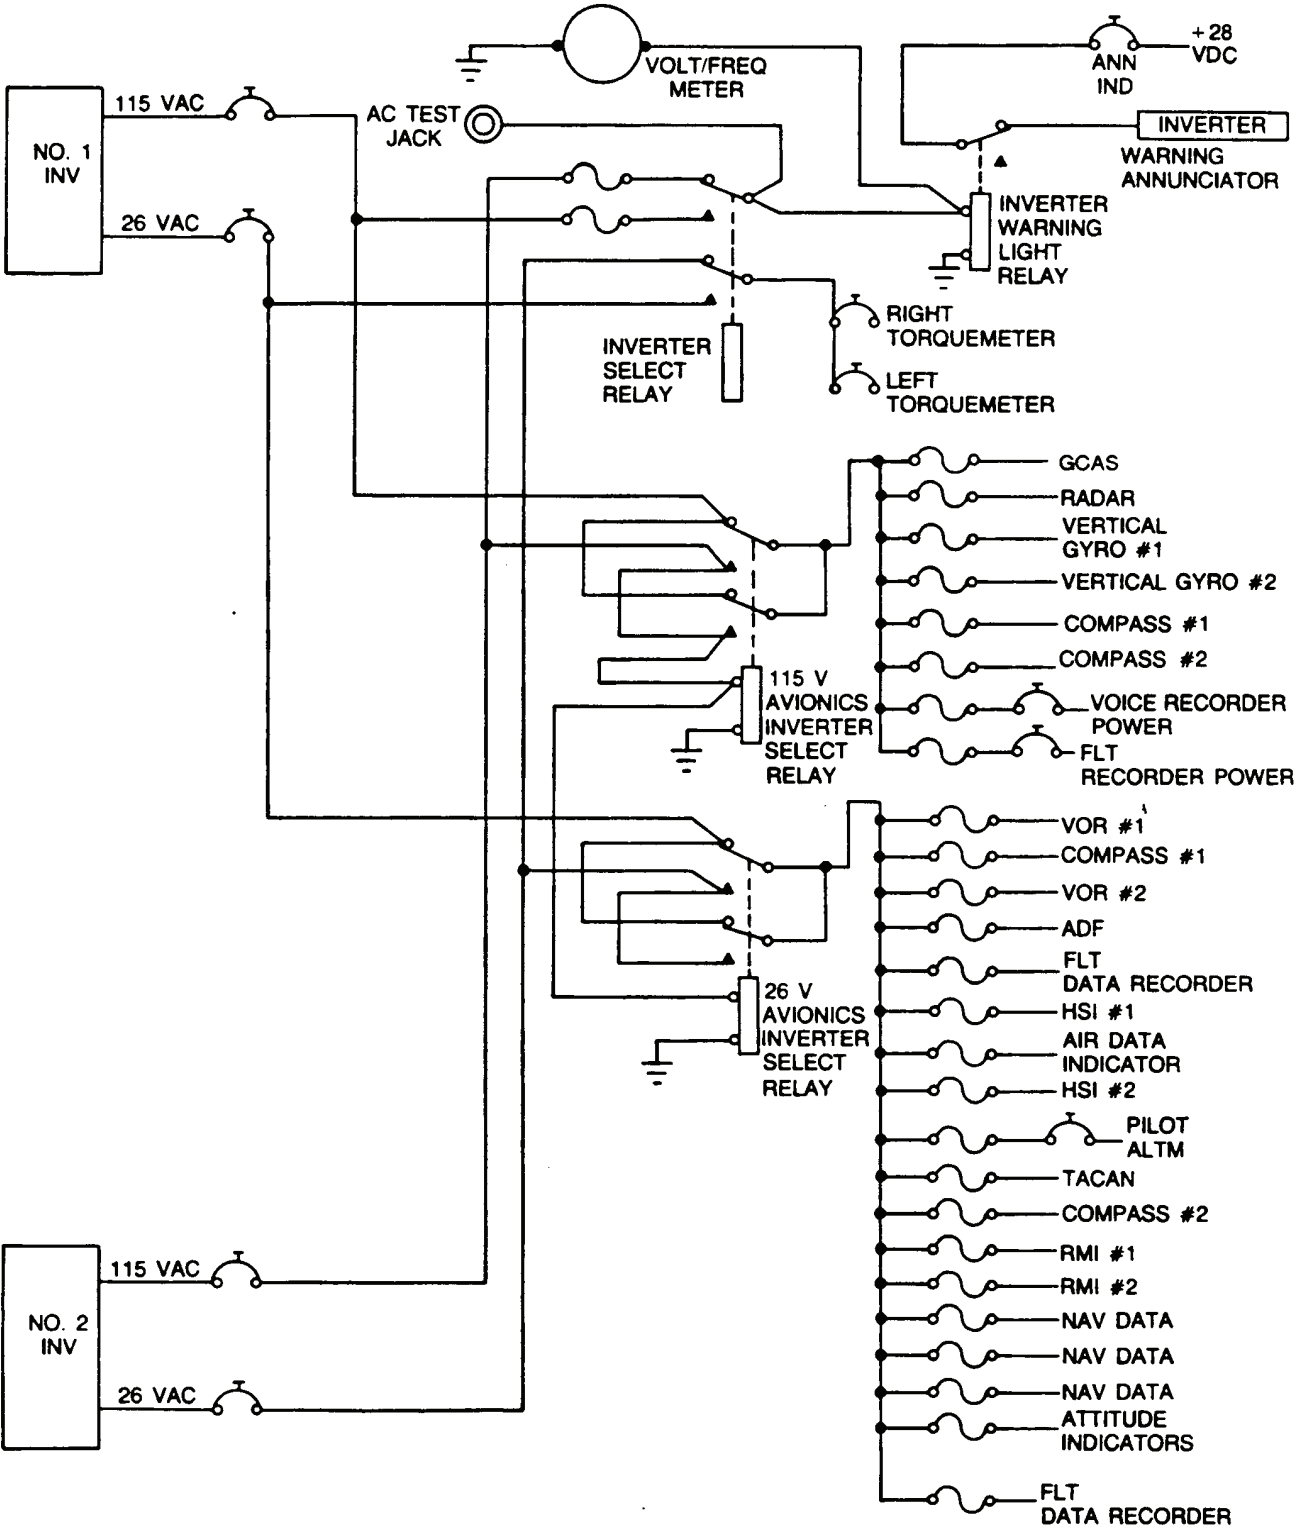 +28
VDC
ANN
IND
VOLT/FREQ
METER
115 VAC
AC TEST
JACK
INVERTER
WARNING
ANNUNCIATOR
NO. 1
INV
26 VAC
INVERTER
WARNING
LIGHT
RELAY
RIGHT
TORQUEMETER
INVERTER
SELECT
RELAY
LEFT
TORQUEMETER
GCAS
RADAR
VERTICAL
GYRO #1
VERTICAL GYRO #2
COMPASS #1
COMPASS #2
115 V
AVIONICS
INVERTER
SELECT
RELAY
VOICE RECORDER
POWER
FLT
RECORDER POWER
VOR #1
COMPASS #1
VOR #2
ADF
FLT
DATA RECORDER
26 V
AVIONICS
INVERTER
SELECT
RELAY
HSI #1
AIR DATA
INDICATOR
HSI #2
PILOT
ALTM
TACAN
COMPASS #2
RMI #1
RMI #2
NAV DATA
NAV DATA
NAV DATA
ATTITUDE
INDICATORS
FLT
DATA RECORDER
115 VAC
NO. 2
INV
26 VAC